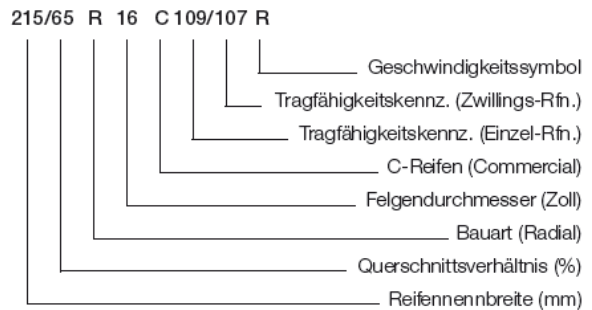 215/65 R 16 C 109/107 R
Geschwindigkeitssymbol
Tragfähigkeitskennz. (Zwillings-Rfn.)
Tragfähigkeitskennz. (Einzel-Rfn.)
C-Reifen (Commercial)
Felgendurchmesser (Zoll)
Bauart (Radial)
Querschnittsverhältnis (%)
Reifennennbreite (mm)